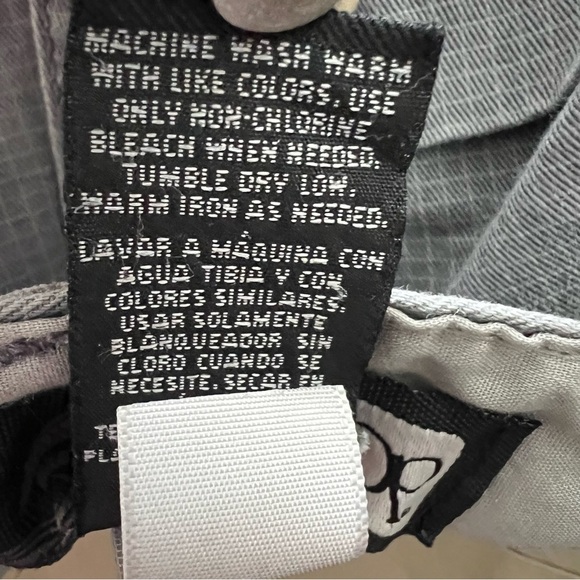 MACHINE WASH WARM
WITH LIKE COLORS. USE
ONLY NON-CHLORINE
BLEACH WHEN NEEDED.
TUMBLE DRY LOW.
WARM IRON AS NEEDED.
LAVAR A MÁQUINA CON
AGUA TIBIA Y CON
COLORES SIMILARES.
USAR SOLAMENTE
BLANQUEADOR SIN
CLORO CUANDO SE
NECESITE. SECAR EN
op.